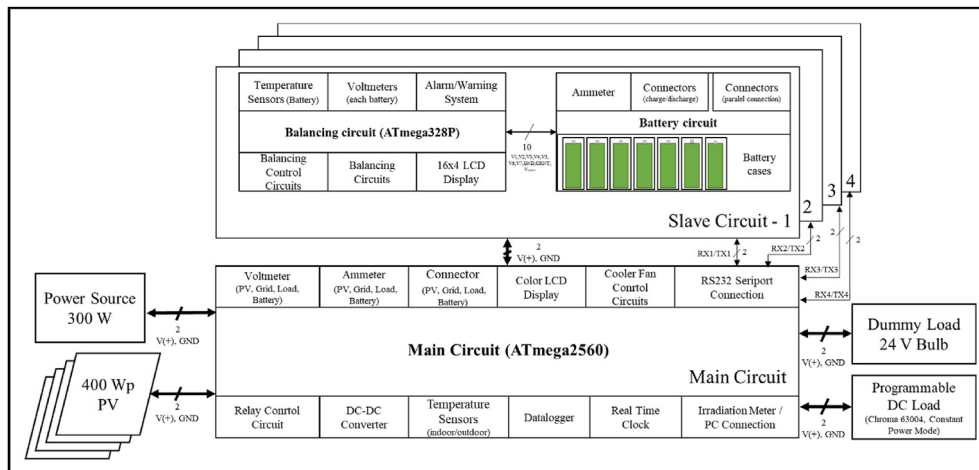 Temperature
Sensors (Battery)
Voltmeters
(each battery)
Alarm/Warning
System
Balancing circuit (ATmega328P)
Balancing
Control
Circuits
Balancing
Circuits
16x4 LCD
Display
10
V1,V2,V3,V4,V5,
Ammeter
Connectors
(charge/discharge)
Connectors
(paralel connection)
Battery circuit
Battery
cases
Slave Circuit - 1
2
3
4
2
V(+), GND
RX1/TX1
2
RX2/TX2
2
2
2
RX3/TX3
RX4/TX4
Voltmeter
(PV, Grid, Load,
Battery)
Ammeter
(PV, Grid, Load,
Battery)
Connector
(PV, Grid, Load,
Battery)
Color LCD
Display
Cooler Fan
Conrtol
Circuits
RS232 Seriport
Connection
Main Circuit (ATmega2560)
Main Circuit
Relay Conrtol
Circuit
DC-DC
Converter
Temperature
Sensors
(indoor/outdoor)
Datalogger
Real Time
Clock
Irradiation Meter /
PC Connection
Power Source
300 W
2
V(+), GND
400 Wp
PV
2
V(+), GND
2
V(+), GND
Dummy Load
24 V Bulb
2
V(+), GND
Programmable
DC Load
(Chroma 63004, Constant
Power Mode)